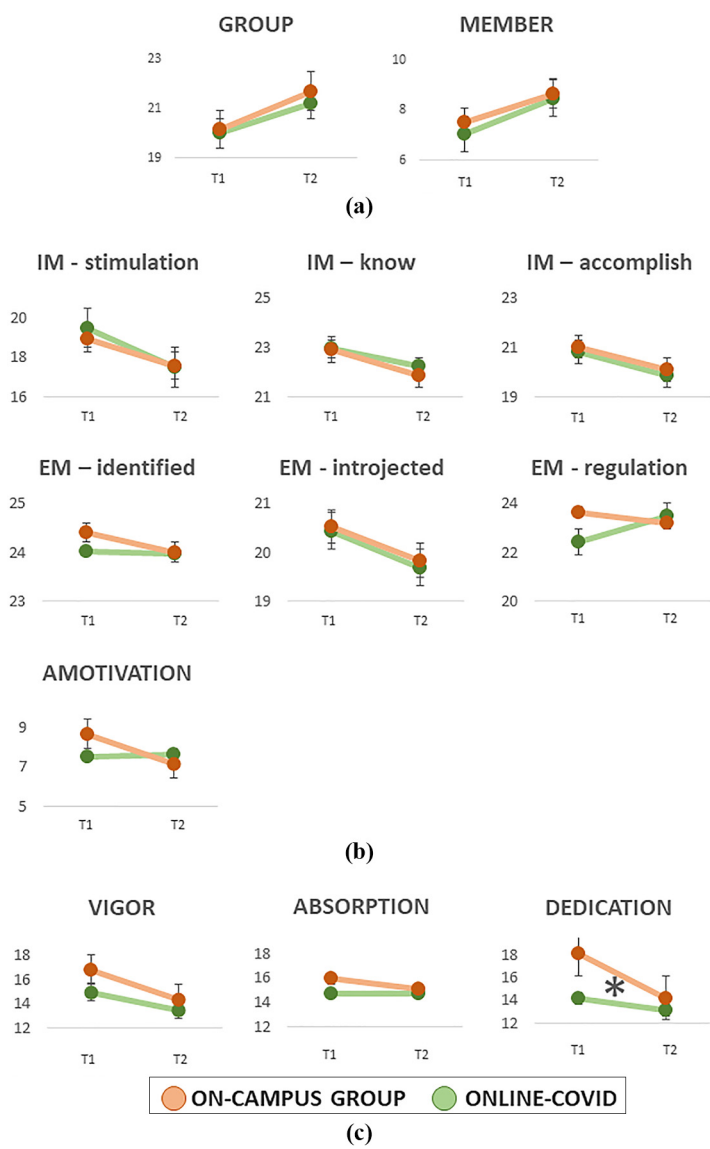 GROUP MEMBER
23 10
21 8
19 6
T1 T2 T1 T2
(a)
IM - stimulation IM – know IM – accomplish
20 25 23
18 23 21
16 21 19
T1 T2 T1 T2 T1 T2
EM – identified EM - introjected EM - regulation
25 21 24
24 20 22
23 19 20
T1 T2 T1 T2 T1 T2
AMOTIVATION
9
7
5
T1 T2
(b)
VIGOR ABSORPTION DEDICATION
18 18 18
16 16 16
14 14 14
12 12 12
*
T1 T2 T1 T2 T1 T2
ON-CAMPUS GROUP ONLINE-COVID
(c)